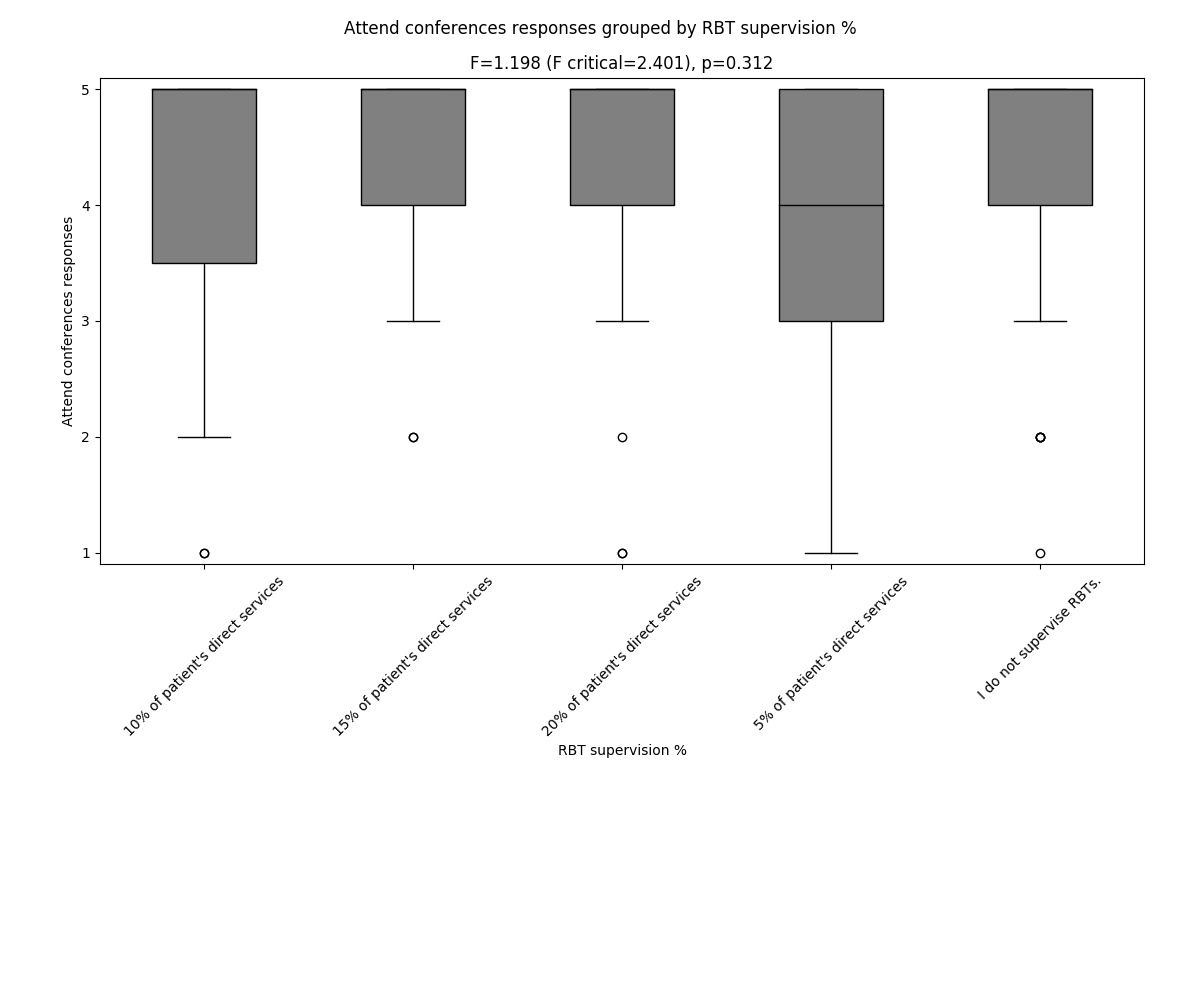 Attend conferences responses grouped by RBT supervision %
F=1.198 (F critical=2.401), p=0.312
Attend conferences responses
5
4
3
2
1
10% of patient's direct services
15% of patient's direct services
20% of patient's direct services
5% of patient's direct services
I do not supervise RBTs.
RBT supervision %